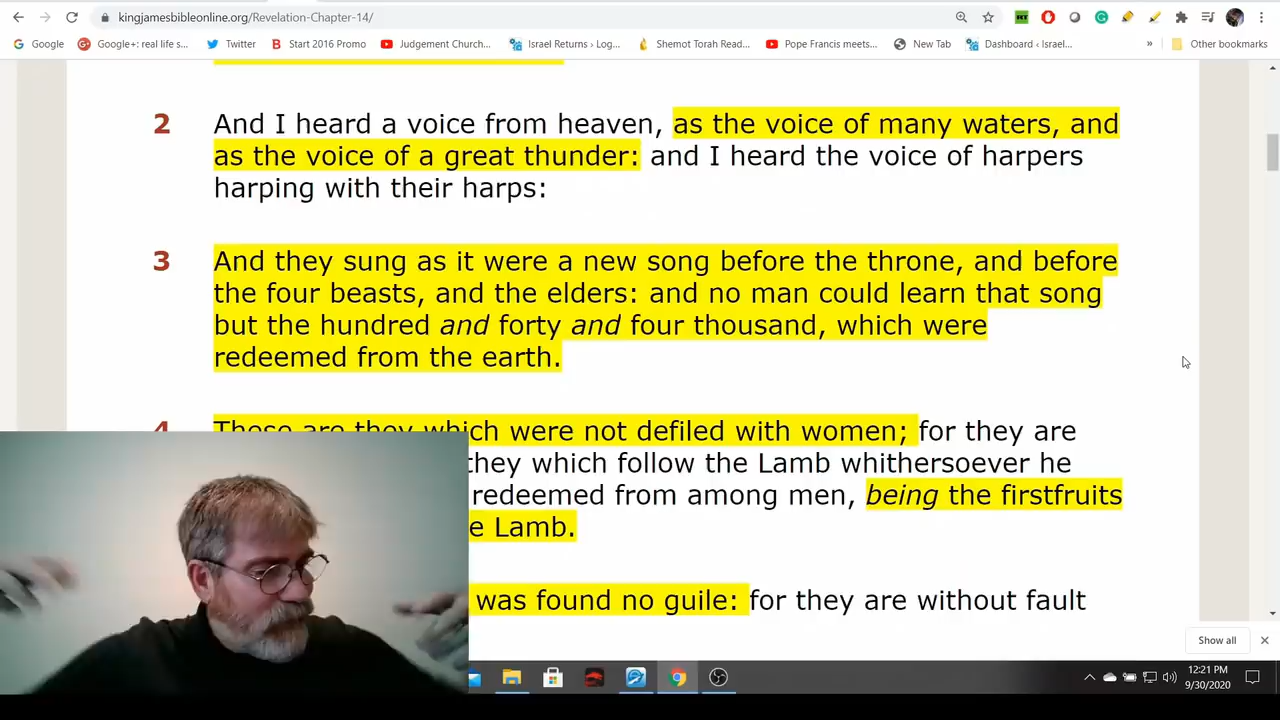 kingjamesbibleonline.org/Revelation-Chapter-14/
Google
Google+: real life s...
Twitter
Start 2016 Promo
Judgement Church...
Israel Returns › Log...
Shemot Torah Read...
Pope Francis meets...
New Tab
Dashboard ‹ Israel...
»
Other bookmarks
2 And I heard a voice from heaven, as the voice of many waters, and
as the voice of a great thunder: and I heard the voice of harpers
harping with their harps:
3 And they sung as it were a new song before the throne, and before
the four beasts, and the elders: and no man could learn that song
but the hundred and forty and four thousand, which were
redeemed from the earth.
4 These are they which were not defiled with women; for they are
they which follow the Lamb whithersoever he
redeemed from among men, being the firstfruits
e Lamb.
was found no guile: for they are without fault
Show all
12:21 PM
9/30/2020